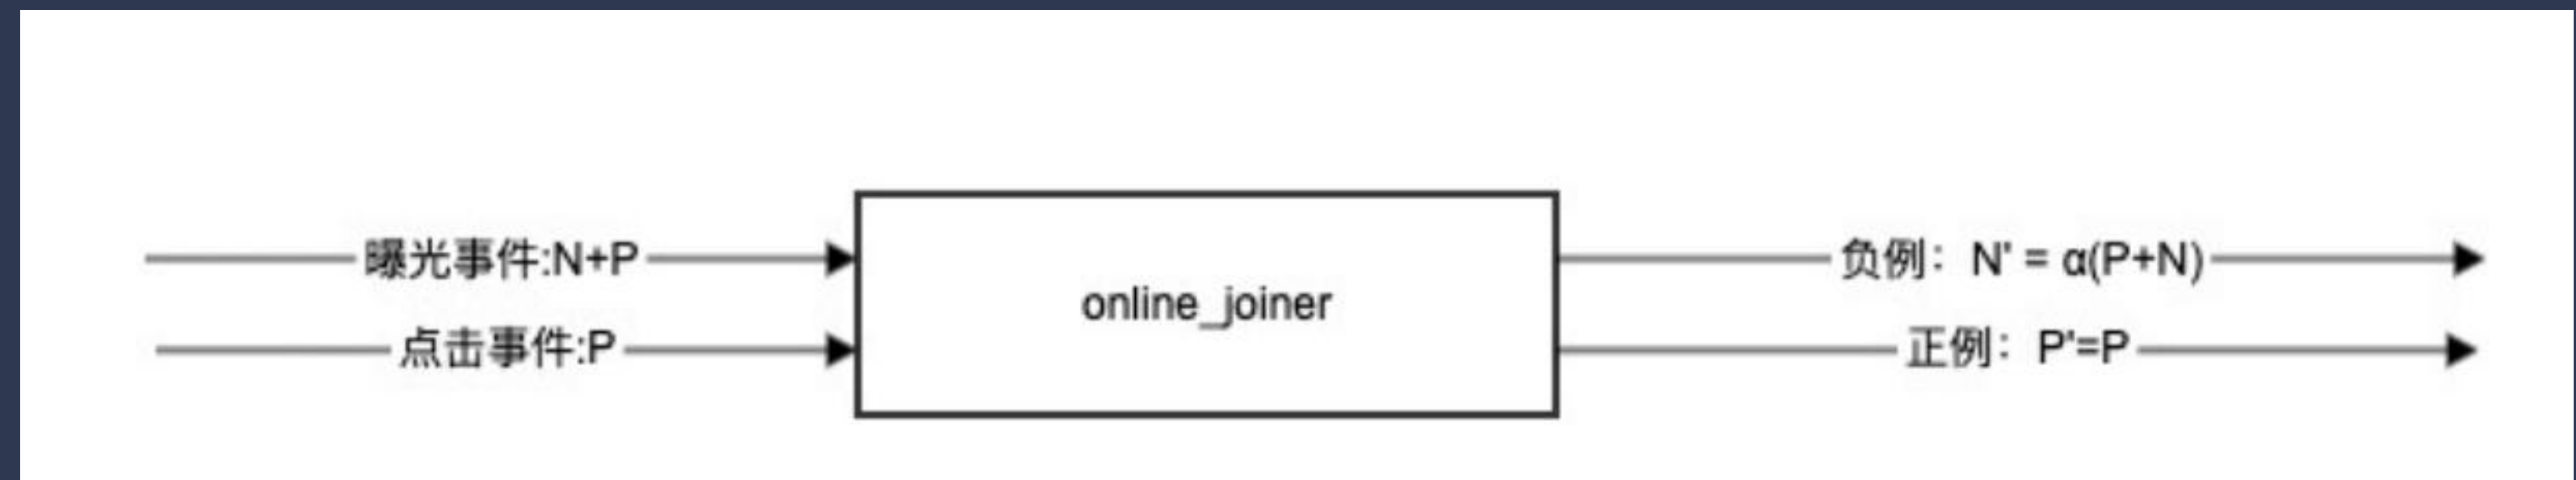 曝光事件:N+P
点击事件:P
online_joiner
负例：N' = α(P+N)
正例：P'=P